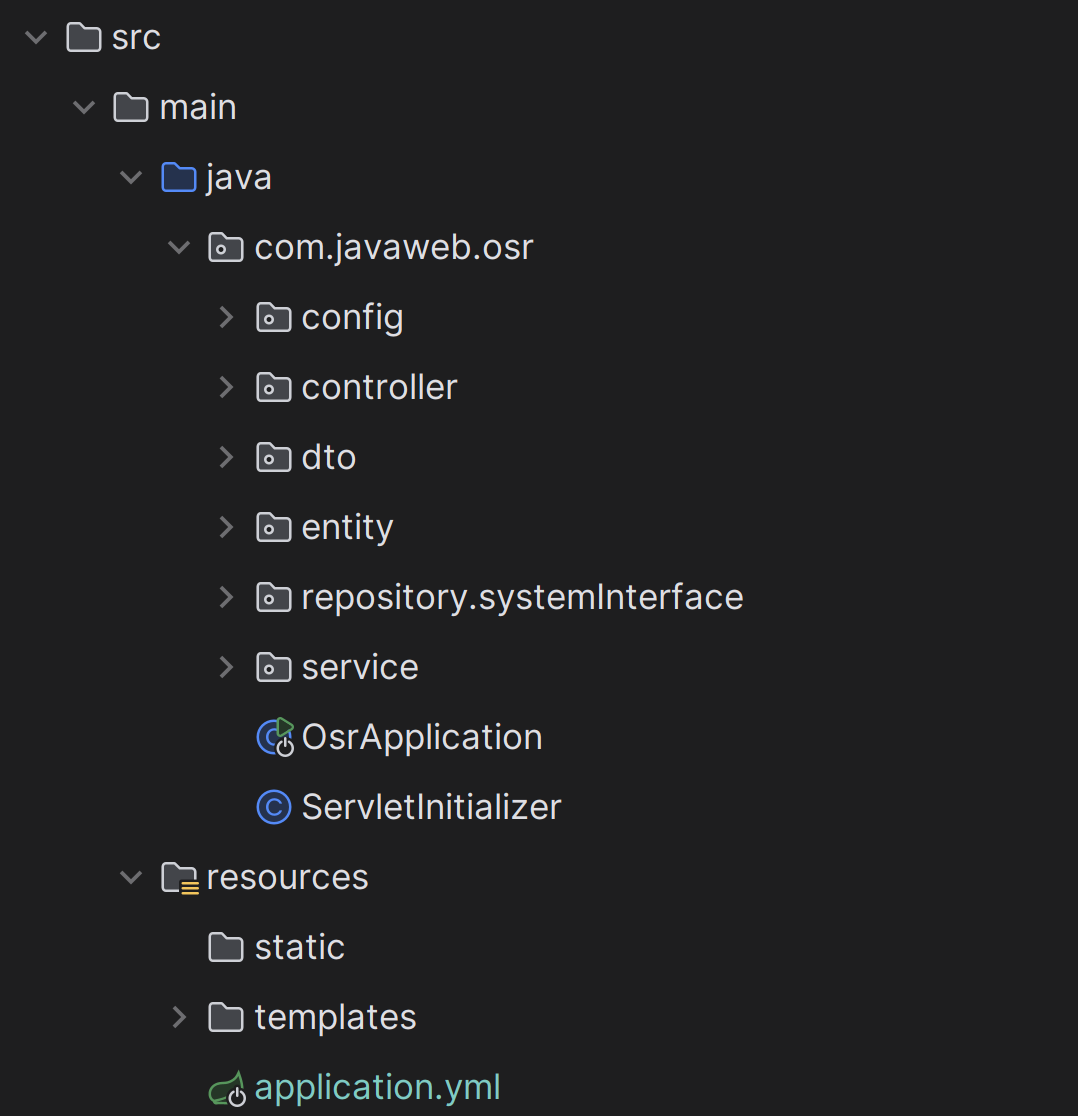 src
main
java
com.javaweb.osr
config
controller
dto
entity
repository.systemInterface
service
OsrApplication
ServletInitializer
resources
static
templates
application.yml